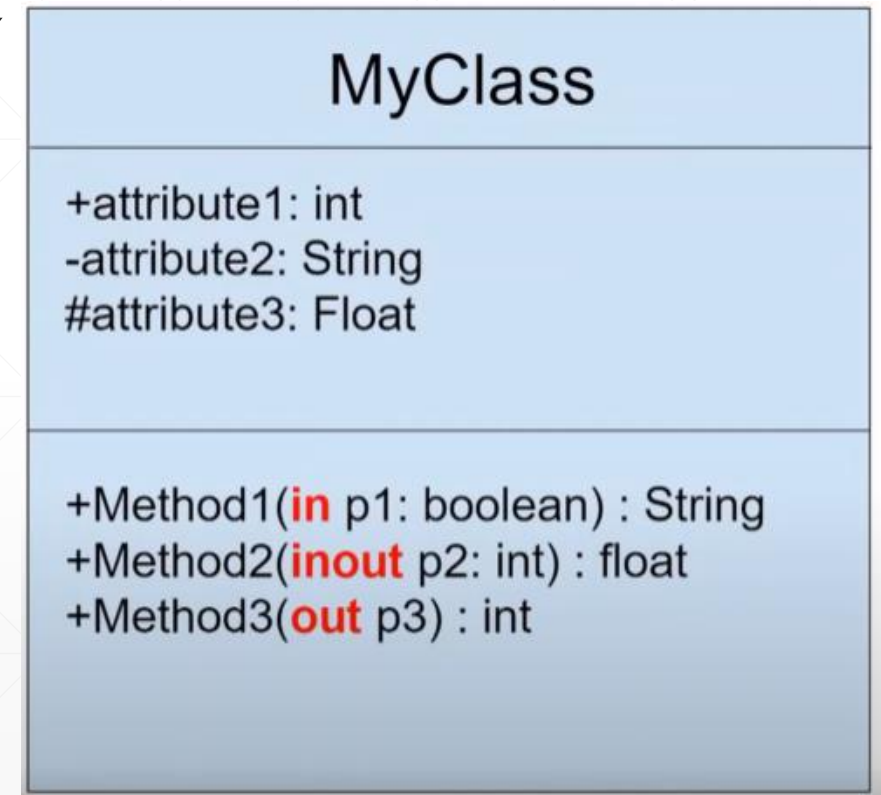 MyClass
+attribute1: int
-attribute2: String
#attribute3: Float
+Method1(in p1: boolean) : String
+Method2(inout p2: int) : float
+Method3(out p3) : int